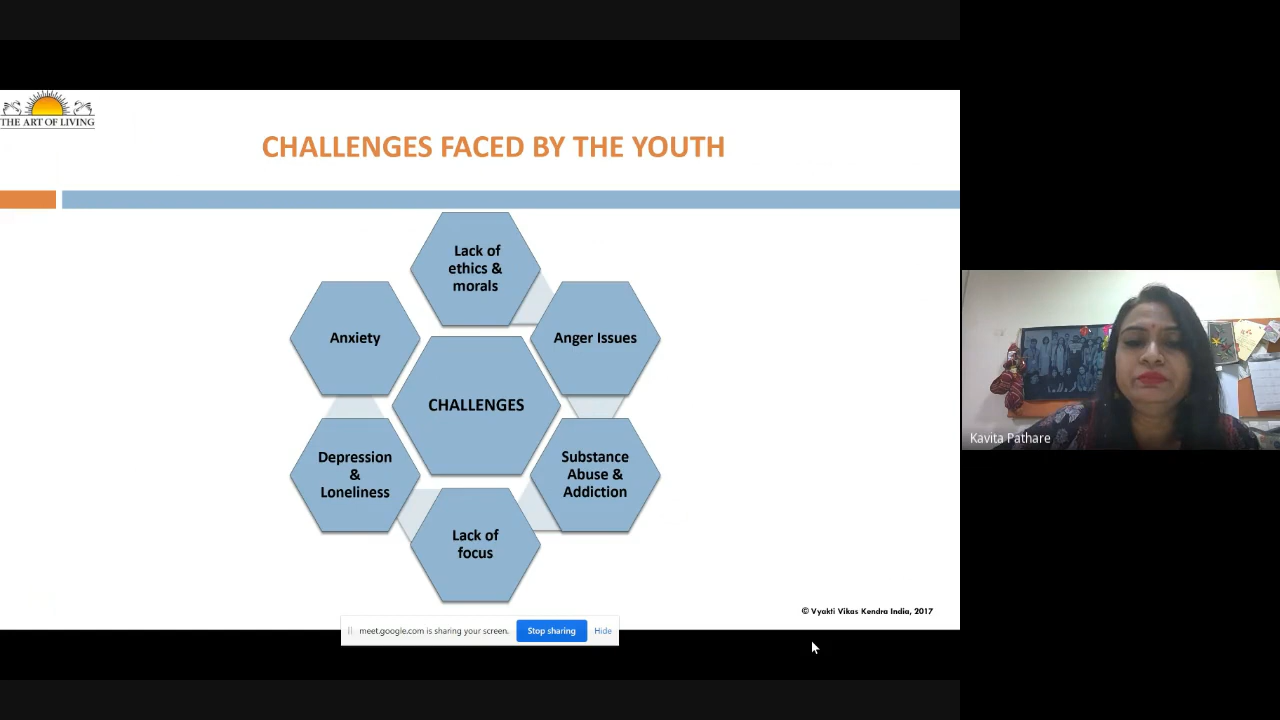 THE ART OF LIVING
CHALLENGES FACED BY THE YOUTH
Lack of
ethics &
morals
Anxiety
Anger Issues
CHALLENGES
Depression
&
Loneliness
Substance
Abuse &
Addiction
Lack of
focus
© Vyakti Vikas Kendra India, 2017
meet.google.com is sharing your screen.
Stop sharing
Hide
Kavita Pathare